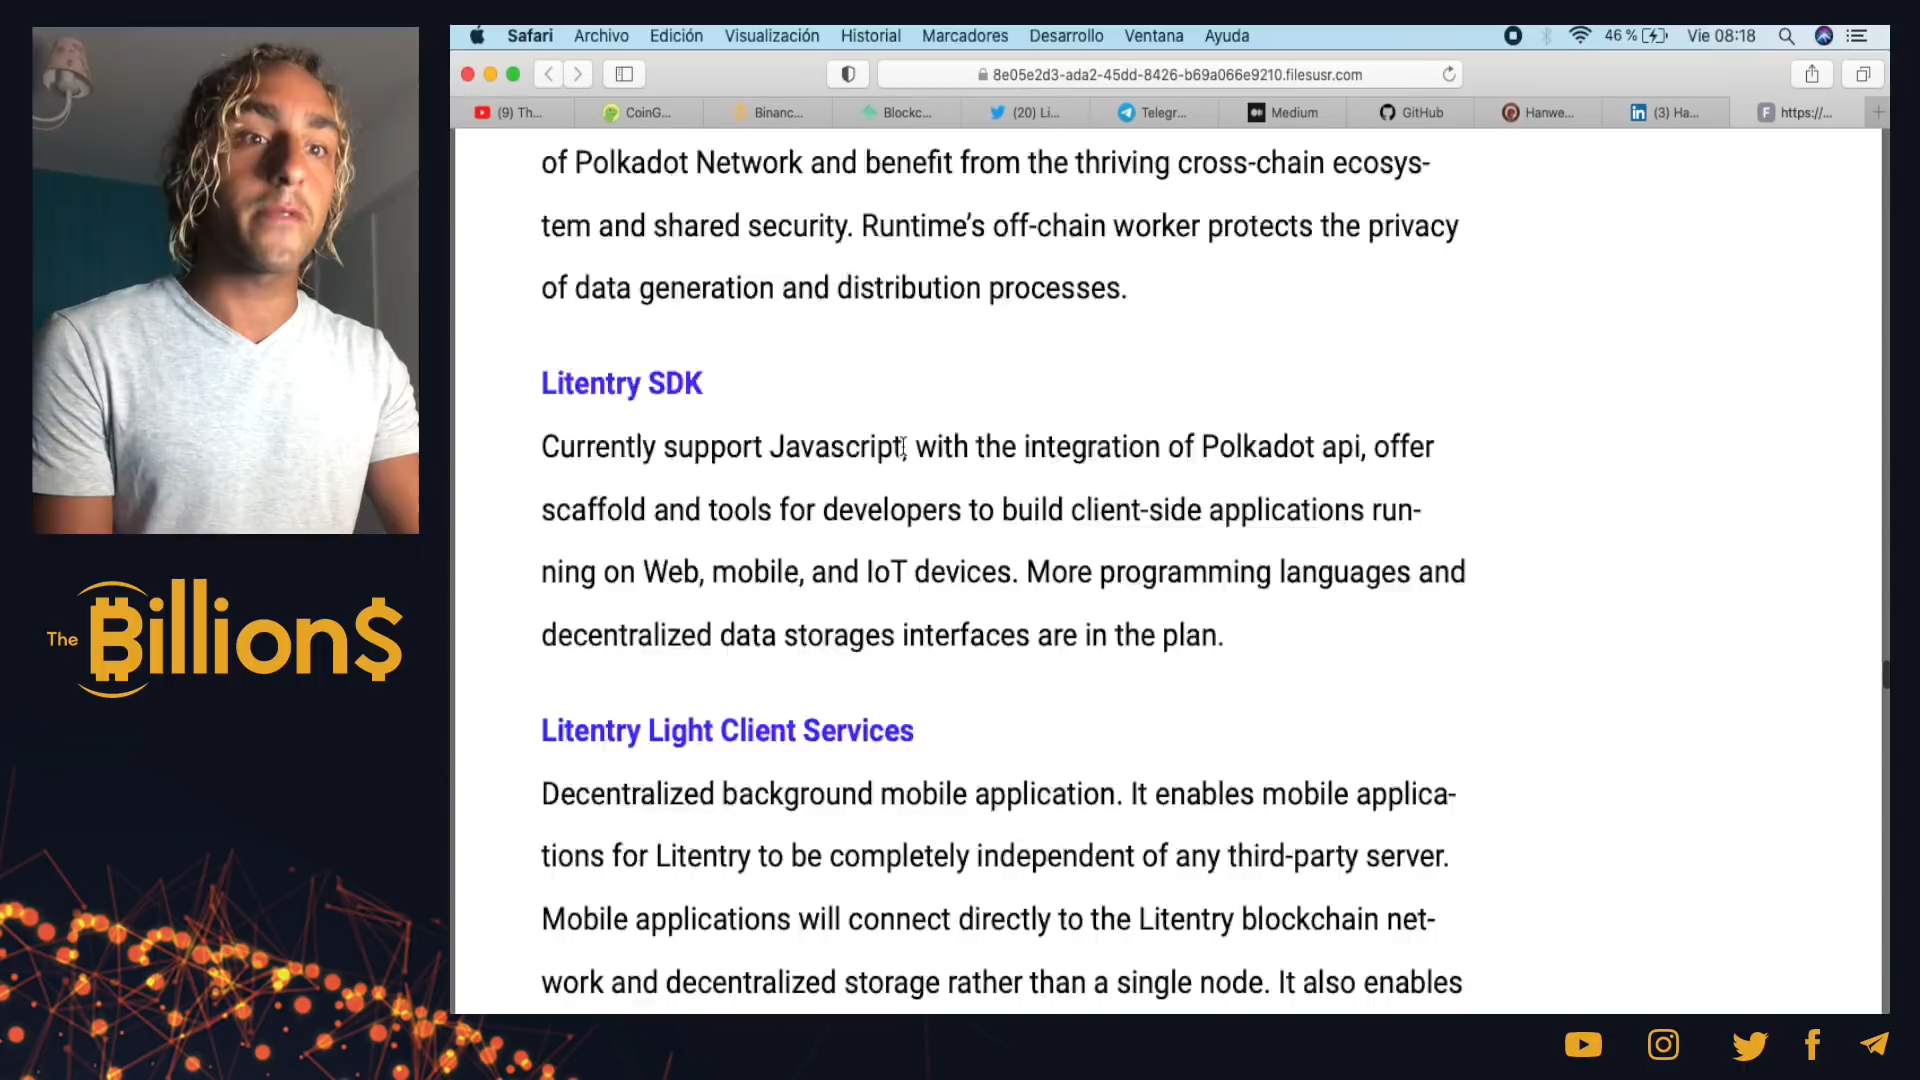 Safari Archivo Edición Visualización Historial Marcadores Desarrollo Ventana Ayuda 46 % Vie 08:18
8e05e2d3-ada2-45dd-8426-b69a066e9210.filesusr.com
(9) Th... CoinG... Binanc... Blockc... (20) Li... Telegr... Medium GitHub Hanwe... (3) Ha... https://...
of Polkadot Network and benefit from the thriving cross-chain ecosys-
tem and shared security. Runtime’s off-chain worker protects the privacy
of data generation and distribution processes.
Litentry SDK
Currently support Javascript, with the integration of Polkadot api, offer
scaffold and tools for developers to build client-side applications run-
ning on Web, mobile, and IoT devices. More programming languages and
decentralized data storages interfaces are in the plan.
Litentry Light Client Services
Decentralized background mobile application. It enables mobile applica-
tions for Litentry to be completely independent of any third-party server.
Mobile applications will connect directly to the Litentry blockchain net-
work and decentralized storage rather than a single node. It also enables
The Billion$